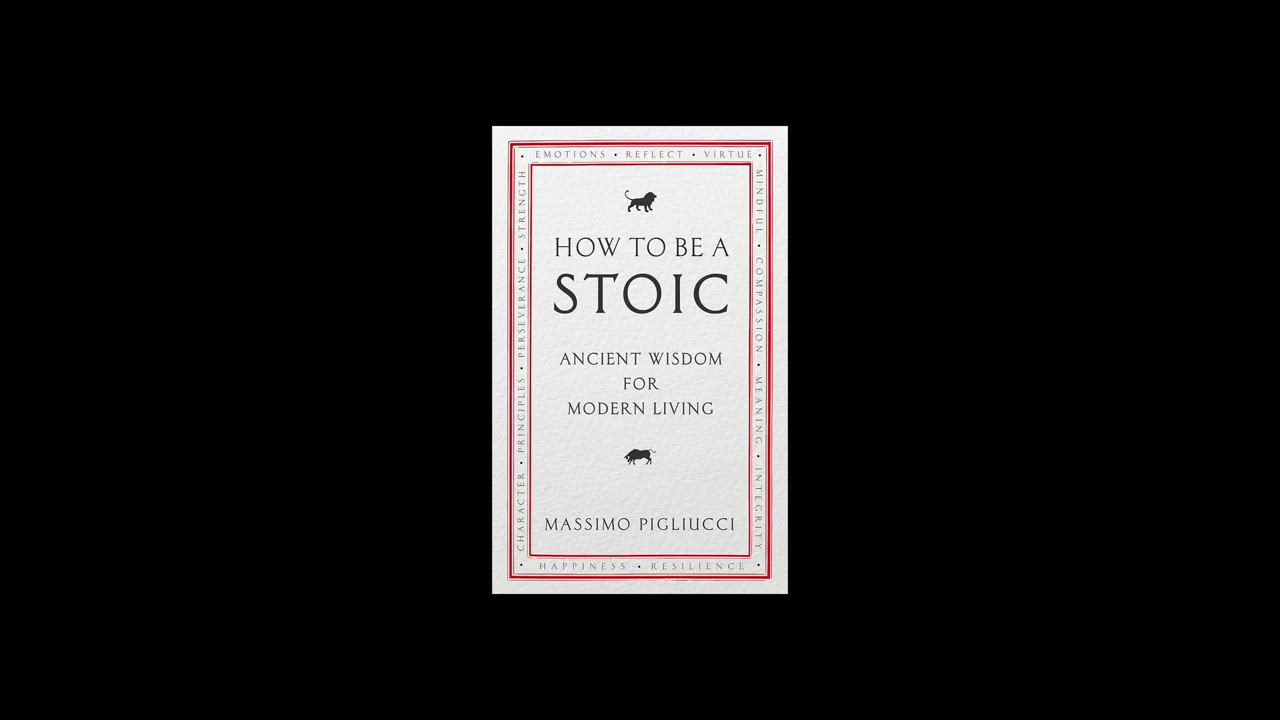 • EMOTIONS • REFLECT • VIRTUE •
MINDFUL • COMPASSION • MEANING • INTEGRITY
CHARACTER • PRINCIPLES • PERSEVERANCE • STRENGTH
HOW TO BE A
STOIC
ANCIENT WISDOM
FOR
MODERN LIVING
MASSIMO PIGLIUCCI
• HAPPINESS • RESILIENCE •